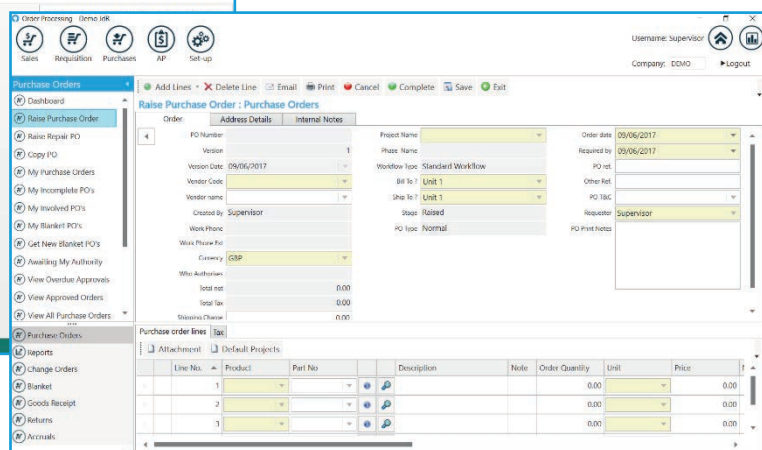 Order Processing Demo JdR
Sales Requisition Purchases AP Set-up
Username: Supervisor
Company: DEMO Logout
Purchase Orders
Dashboard
Raise Purchase Order
Raise Repair PO
Copy PO
My Purchase Orders
My Incomplete PO's
My Involved PO's
My Blanket PO's
Get New Blanket PO's
Awaiting My Authority
View Overdue Approvals
View Approved Orders
View All Purchase Orders
Purchase Orders
Reports
Change Orders
Blanket
Goods Receipt
Returns
Accruals
Add Lines Delete Line Email Print Cancel Complete Save Exit
Raise Purchase Order : Purchase Orders
Order Address Details Internal Notes
PO Number Project Name Order date 09/06/2017
Version 1 Phase Name Required by 09/06/2017
Version Date 09/06/2017 Workflow Type Standard Workflow PO ref.
Vendor Code Bill To ? Unit 1 Other Ref.
Vendor name Ship To ? Unit 1 PO T&C
Created By Supervisor Stage Raised Requester Supervisor
Work Phone PO Type Normal PO Print Notes
Work Phone Ext
Currency GBP
Who Authorises
Total net 0.00
Total Tax 0.00
Shipping Charge 0.00
Purchase order lines Tax
Attachment Default Projects
Line No. Product Part No Description Note Order Quantity Unit Price
1 0.00 0.00
2 0.00 0.00
3 0.00 0.00